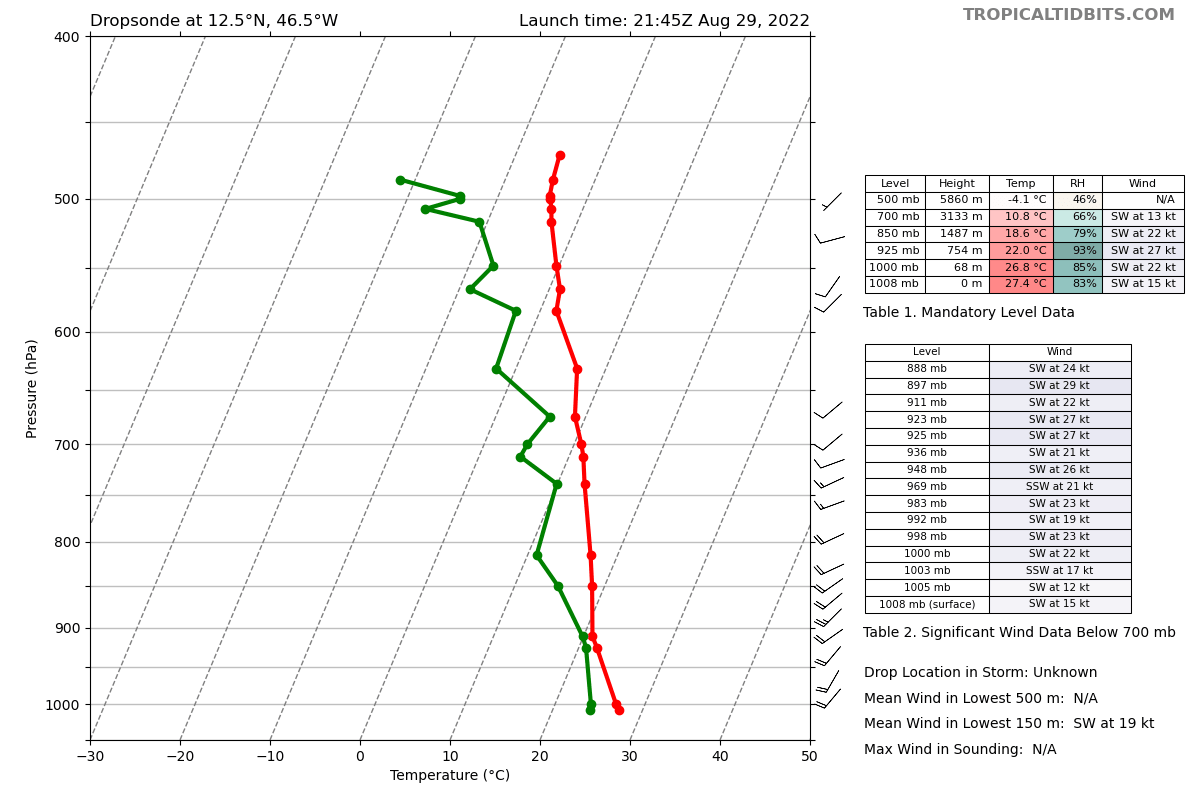 Dropsonde at 12.5°N, 46.5°W
Launch time: 21:45Z Aug 29, 2022
TROPICALTIDBITS.COM
400
500
600
700
800
900
1000
Pressure (hPa)
−30 −20 −10 0 10 20 30 40 50
Temperature (°C)
Level Height Temp RH Wind
500 mb 5860 m -4.1 °C 46% N/A
700 mb 3133 m 10.8 °C 66% SW at 13 kt
850 mb 1487 m 18.6 °C 79% SW at 22 kt
925 mb 754 m 22.0 °C 93% SW at 27 kt
1000 mb 68 m 26.8 °C 85% SW at 22 kt
1008 mb 0 m 27.4 °C 83% SW at 15 kt
Table 1. Mandatory Level Data
Level Wind
888 mb SW at 24 kt
897 mb SW at 29 kt
911 mb SW at 22 kt
923 mb SW at 27 kt
925 mb SW at 27 kt
936 mb SW at 21 kt
948 mb SW at 26 kt
969 mb SSW at 21 kt
983 mb SW at 23 kt
992 mb SW at 19 kt
998 mb SW at 23 kt
1000 mb SW at 22 kt
1003 mb SSW at 17 kt
1005 mb SW at 12 kt
1008 mb (surface) SW at 15 kt
Table 2. Significant Wind Data Below 700 mb
Drop Location in Storm: Unknown
Mean Wind in Lowest 500 m: N/A
Mean Wind in Lowest 150 m: SW at 19 kt
Max Wind in Sounding: N/A